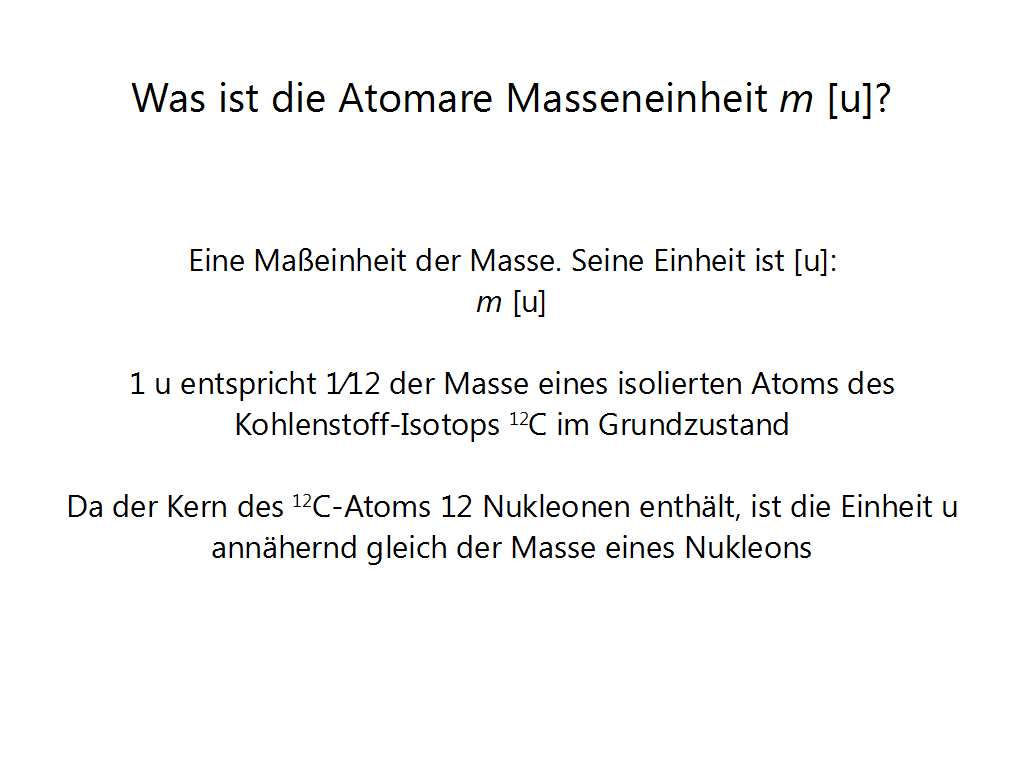 Was ist die Atomare Masseneinheit m [u]?
Eine Maßeinheit der Masse. Seine Einheit ist [u]:
m [u]
1 u entspricht 1⁄12 der Masse eines isolierten Atoms des
Kohlenstoff-Isotops ¹²C im Grundzustand
Da der Kern des ¹²C-Atoms 12 Nukleonen enthält, ist die Einheit u
annähernd gleich der Masse eines Nukleons